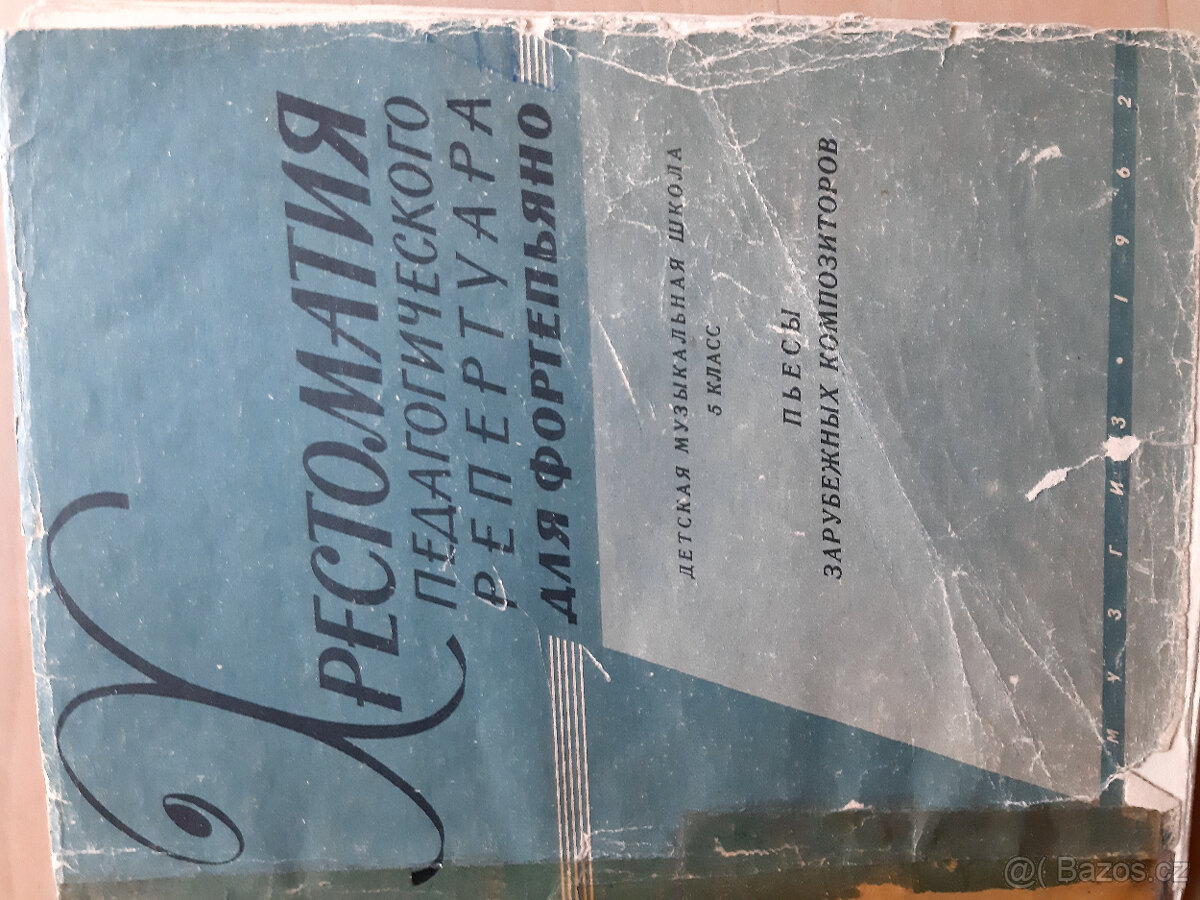 ХРЕСТОМАТИЯ
ПЕДАГОГИЧЕСКОГО
РЕПЕРТУАРА
ДЛЯ ФОРТЕПЬЯНО
ДЕТСКАЯ МУЗЫКАЛЬНАЯ ШКОЛА
5 КЛАСС
ПЬЕСЫ
ЗАРУБЕЖНЫХ КОМПОЗИТОРОВ
МУЗГИЗ • 1962
@( Bazos.cz